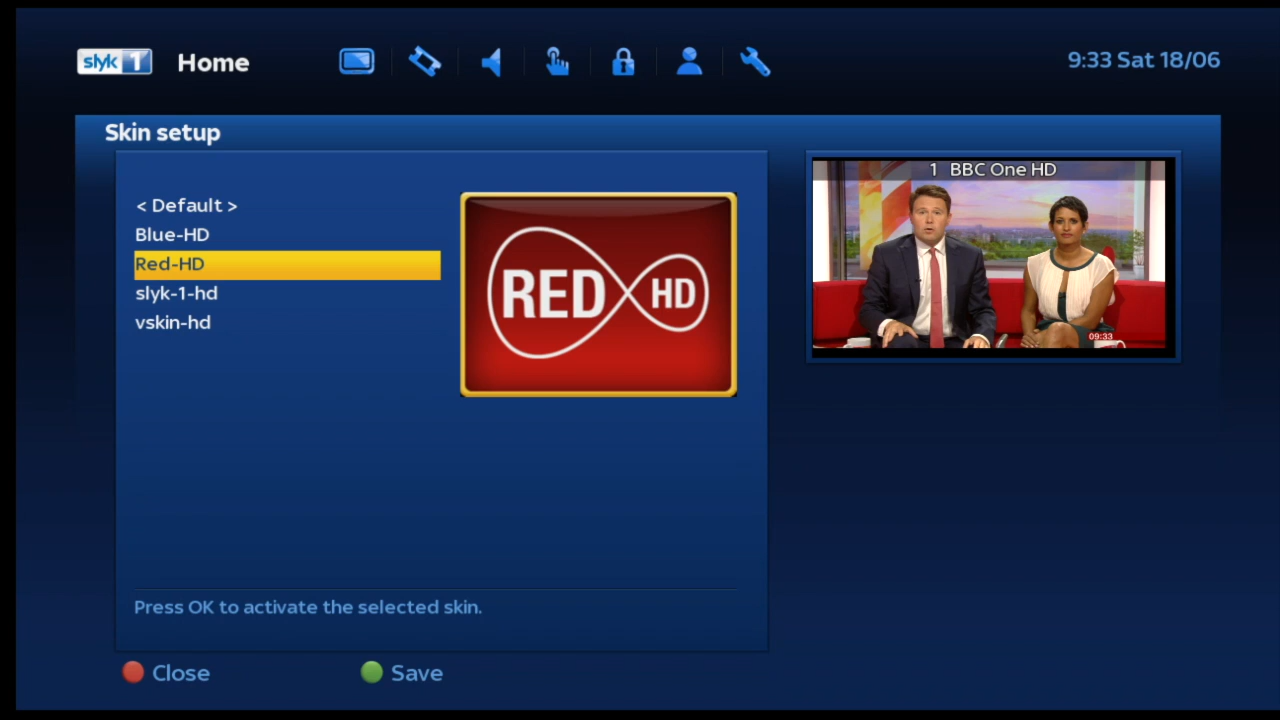 slyk 1 Home 9:33 Sat 18/06
Skin setup
< Default >
Blue-HD
Red-HD
slyk-1-hd
vskin-hd
RED HD
1 BBC One HD
09:33
Press OK to activate the selected skin.
Close Save